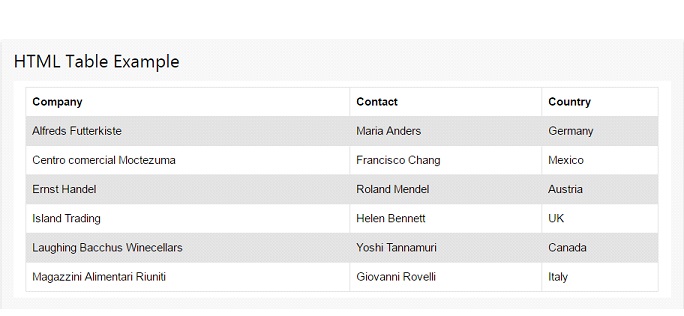 HTML Table Example
Company Contact Country
Alfreds Futterkiste Maria Anders Germany
Centro comercial Moctezuma Francisco Chang Mexico
Ernst Handel Roland Mendel Austria
Island Trading Helen Bennett UK
Laughing Bacchus Winecellars Yoshi Tannamuri Canada
Magazzini Alimentari Riuniti Giovanni Rovelli Italy